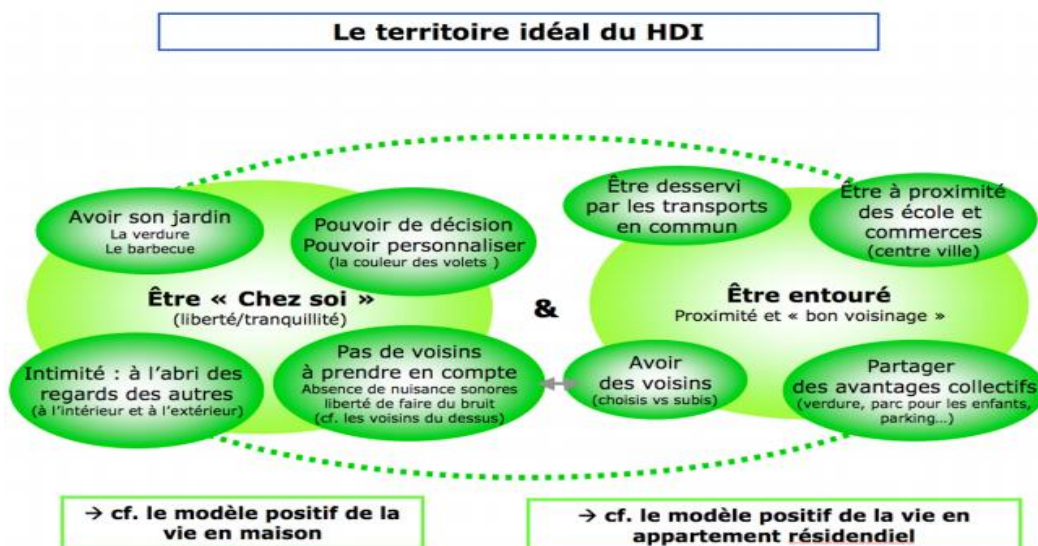 Le territoire idéal du HDI
Avoir son jardin
La verdure
Le barbecue
Pouvoir de décision
Pouvoir personnaliser
(la couleur des volets )
Être « Chez soi »
(liberté/tranquillité)
Intimité : à l'abri des
regards des autres
(à l'intérieur et à l'extérieur)
Pas de voisins
à prendre en compte
Absence de nuisance sonores
liberté de faire du bruit
(cf. les voisins du dessus)
&
Être desservi
par les transports
en commun
Être à proximité
des école et
commerces
(centre ville)
Être entouré
Proximité et « bon voisinage »
Avoir
des voisins
(choisis vs subis)
Partager
des avantages collectifs
(verdure, parc pour les enfants,
parking...)
→ cf. le modèle positif de la
vie en maison
→ cf. le modèle positif de la vie en
appartement résidendiel